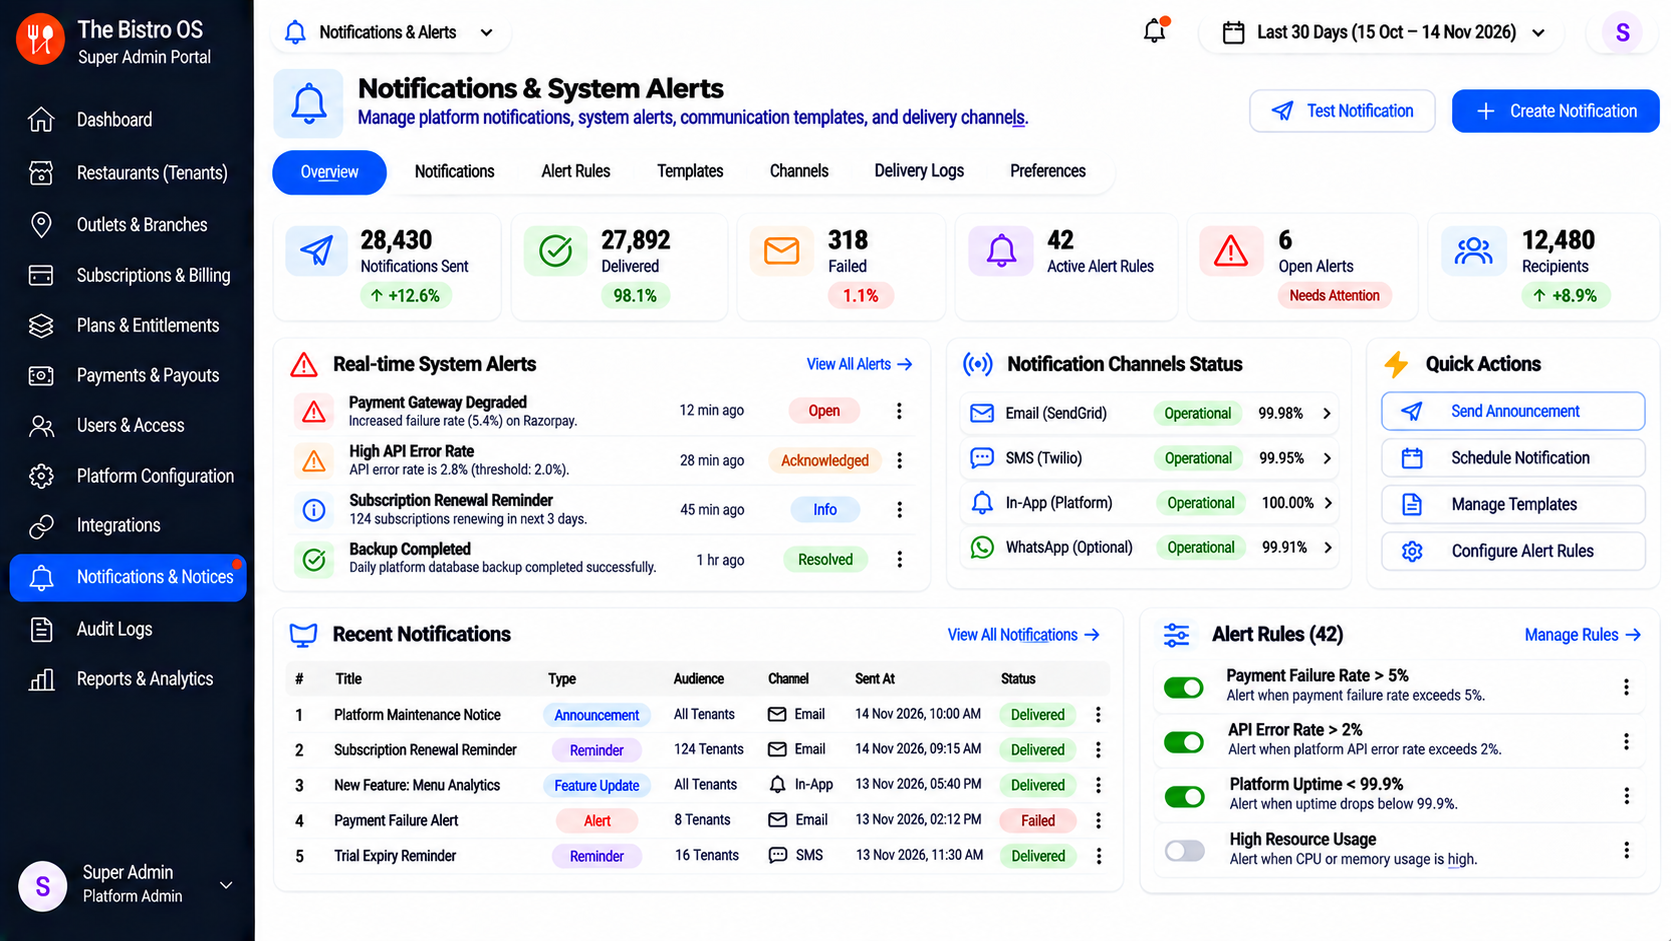 The Bistro OS
Super Admin Portal
Dashboard
Restaurants (Tenants)
Outlets & Branches
Subscriptions & Billing
Plans & Entitlements
Payments & Payouts
Users & Access
Platform Configuration
Integrations
Notifications & Notices
Audit Logs
Reports & Analytics
S
Super Admin
Platform Admin
Notifications & Alerts
Last 30 Days (15 Oct – 14 Nov 2026)
S
Notifications & System Alerts
Manage platform notifications, system alerts, communication templates, and delivery channels.
Test Notification
+ Create Notification
Overview
Notifications
Alert Rules
Templates
Channels
Delivery Logs
Preferences
28,430
Notifications Sent
↑ +12.6%
27,892
Delivered
98.1%
318
Failed
1.1%
42
Active Alert Rules
6
Open Alerts
Needs Attention
12,480
Recipients
↑ +8.9%
Real-time System Alerts
View All Alerts →
Payment Gateway Degraded
Increased failure rate (5.4%) on Razorpay.
12 min ago
Open
High API Error Rate
API error rate is 2.8% (threshold: 2.0%).
28 min ago
Acknowledged
Subscription Renewal Reminder
124 subscriptions renewing in next 3 days.
45 min ago
Info
Backup Completed
Daily platform database backup completed successfully.
1 hr ago
Resolved
Notification Channels Status
Email (SendGrid) Operational 99.98%
SMS (Twilio) Operational 99.95%
In-App (Platform) Operational 100.00%
WhatsApp (Optional) Operational 99.91%
Quick Actions
Send Announcement
Schedule Notification
Manage Templates
Configure Alert Rules
Recent Notifications
View All Notifications →
# Title Type Audience Channel Sent At Status
1 Platform Maintenance Notice Announcement All Tenants Email 14 Nov 2026, 10:00 AM Delivered
2 Subscription Renewal Reminder Reminder 124 Tenants Email 14 Nov 2026, 09:15 AM Delivered
3 New Feature: Menu Analytics Feature Update All Tenants In-App 13 Nov 2026, 05:40 PM Delivered
4 Payment Failure Alert Alert 8 Tenants Email 13 Nov 2026, 02:12 PM Failed
5 Trial Expiry Reminder Reminder 16 Tenants SMS 13 Nov 2026, 11:30 AM Delivered
Alert Rules (42)
Manage Rules →
Payment Failure Rate > 5%
Alert when payment failure rate exceeds 5%.
API Error Rate > 2%
Alert when platform API error rate exceeds 2%.
Platform Uptime < 99.9%
Alert when uptime drops below 99.9%.
High Resource Usage
Alert when CPU or memory usage is high.